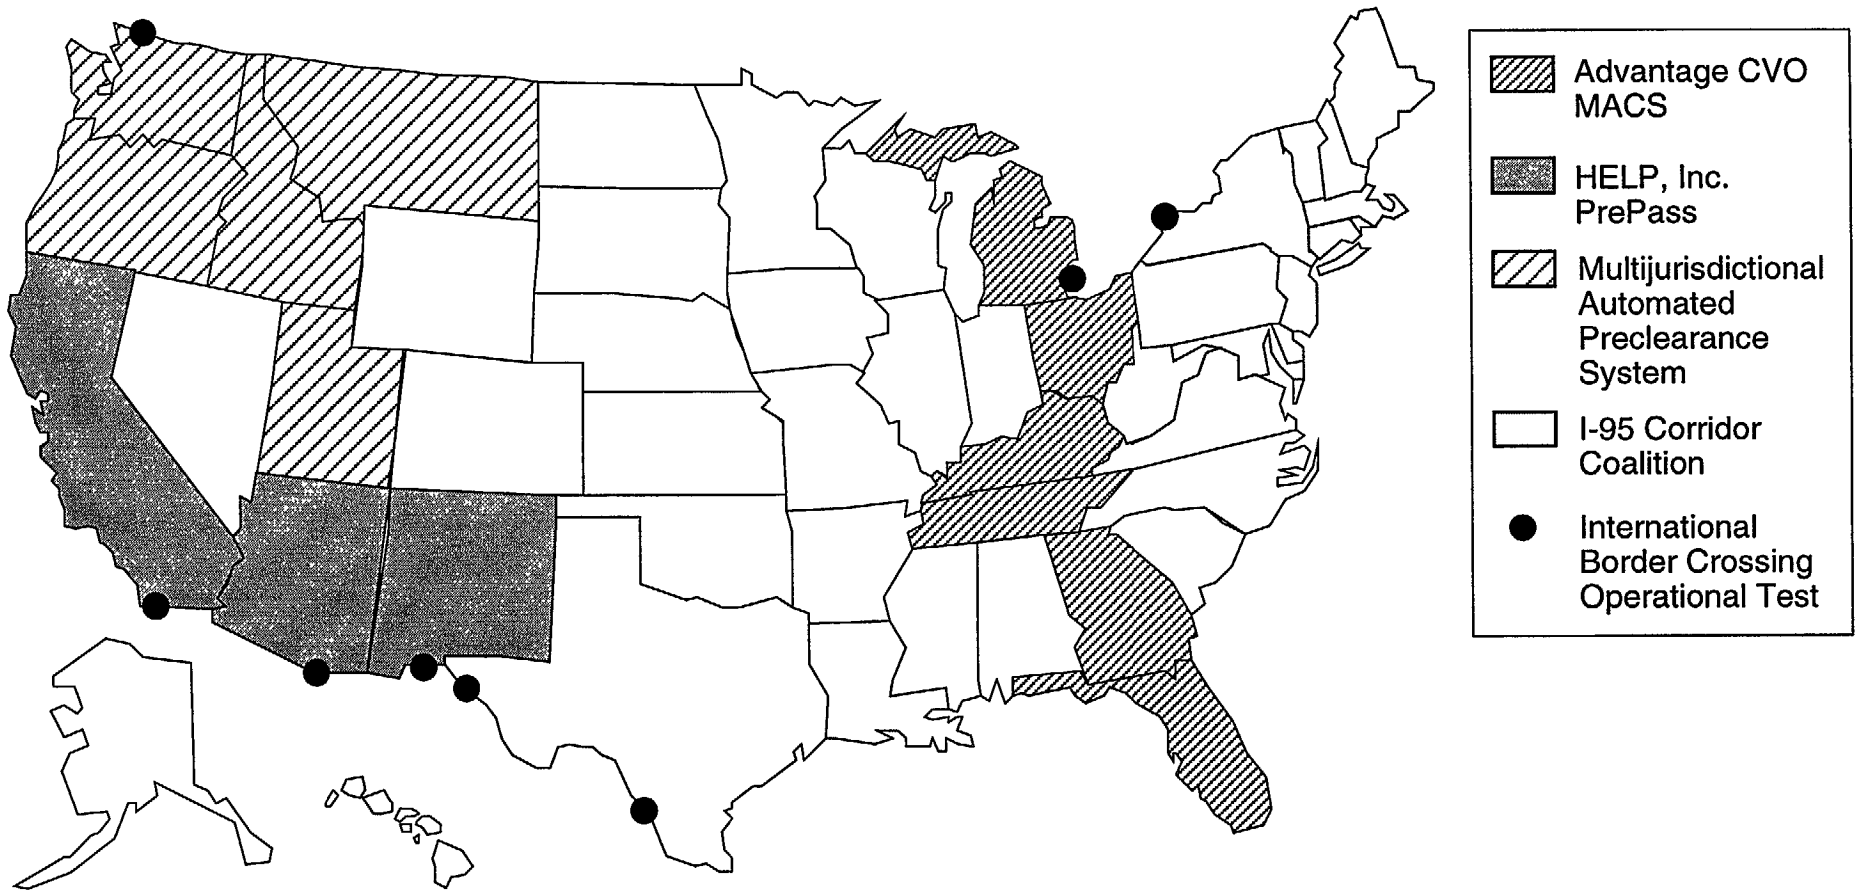 Advantage CVO
MACS
HELP, Inc.
PrePass
Multijurisdictional
Automated
Preclearance
System
I-95 Corridor
Coalition
International
Border Crossing
Operational Test